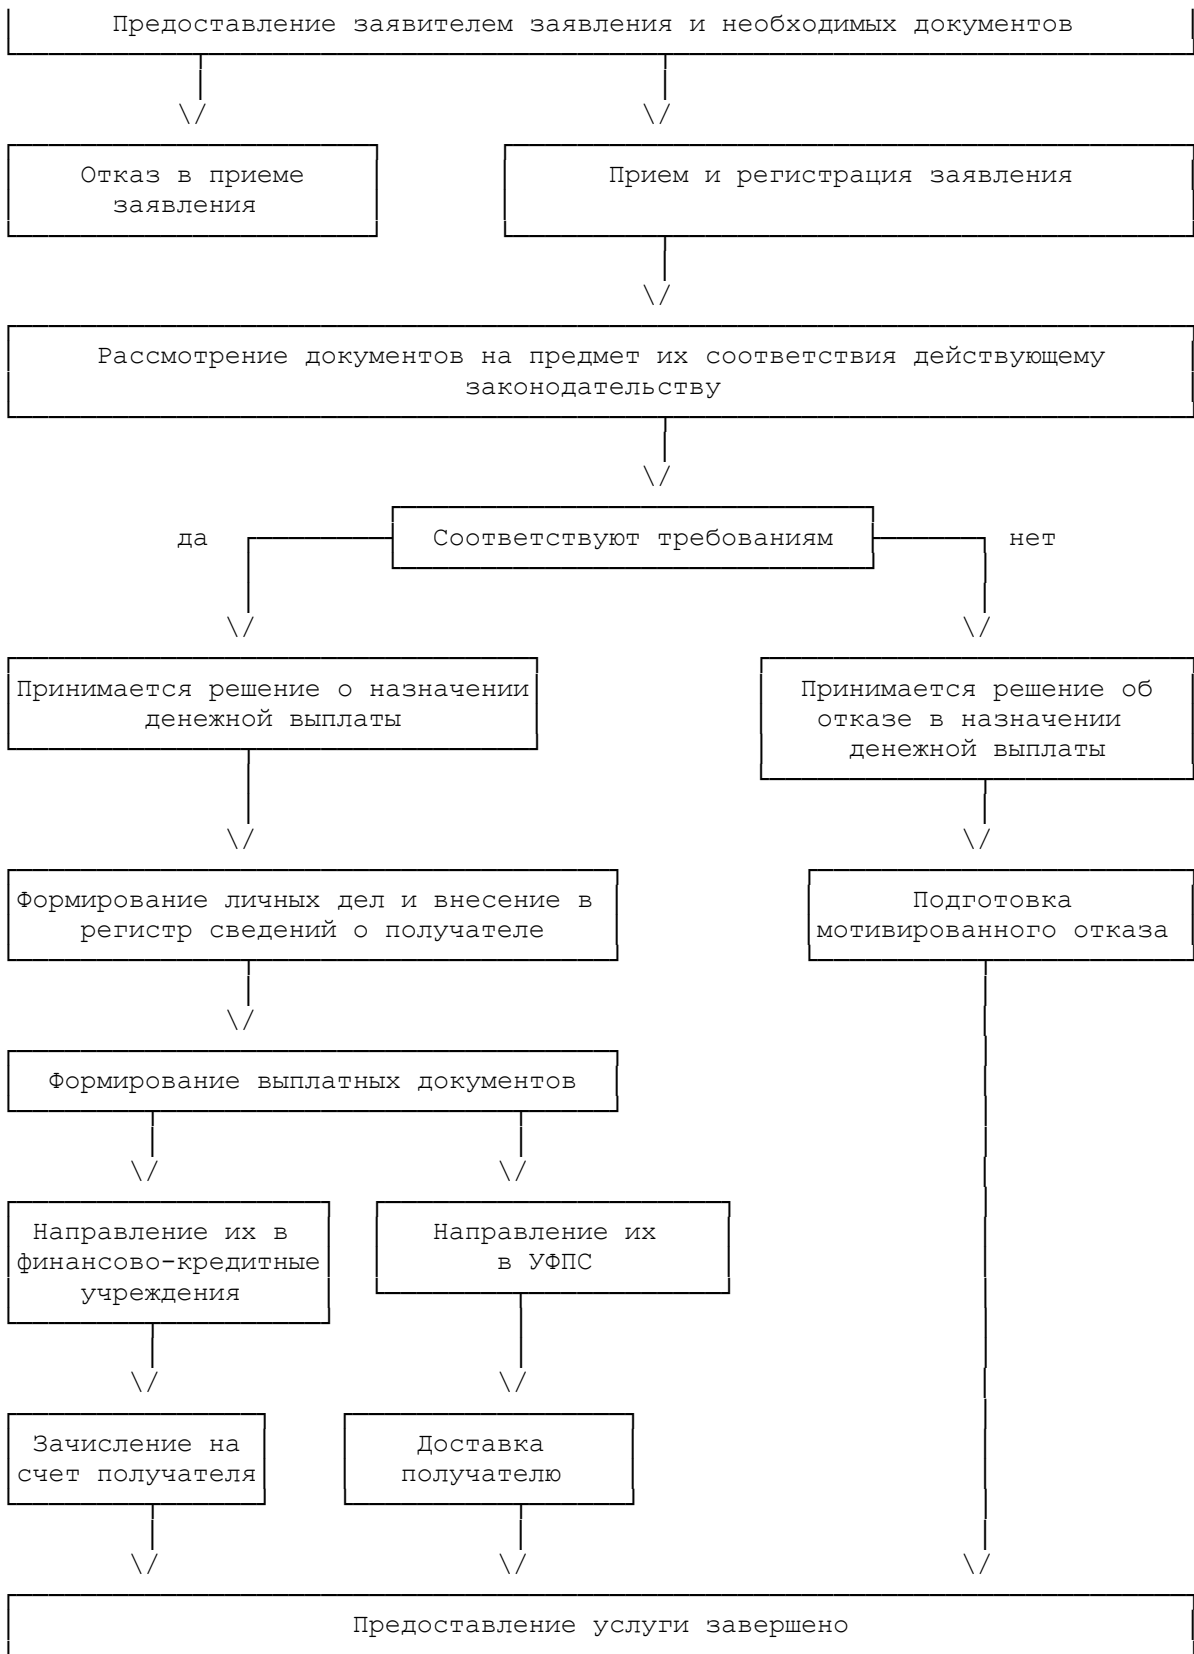 Предоставление заявителем заявления и необходимых документов
Отказ в приеме
заявления
Прием и регистрация заявления
Рассмотрение документов на предмет их соответствия действующему
законодательству
да
Соответствуют требованиям
нет
Принимается решение о назначении
денежной выплаты
Принимается решение об
отказе в назначении
денежной выплаты
Формирование личных дел и внесение в
регистр сведений о получателе
Подготовка
мотивированного отказа
Формирование выплатных документов
Направление их в
финансово-кредитные
учреждения
Направление их
в УФПС
Зачисление на
счет получателя
Доставка
получателю
Предоставление услуги завершено